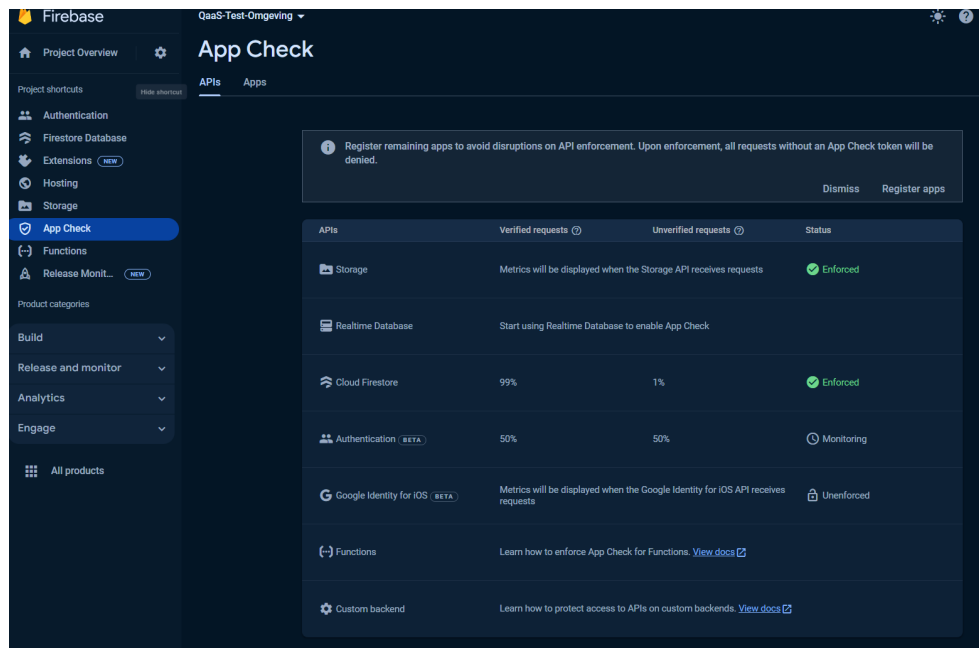 Firebase
QaaS-Test-Omgeving
Project Overview
App Check
APIs Apps
Project shortcuts
Hide shortcut
Authentication
Firestore Database
Extensions NEW
Hosting
Storage
App Check
Functions
Release Monit... NEW
Product categories
Build
Release and monitor
Analytics
Engage
All products
Register remaining apps to avoid disruptions on API enforcement. Upon enforcement, all requests without an App Check token will be
denied.
Dismiss Register apps
APIs Verified requests Unverified requests Status
Storage Metrics will be displayed when the Storage API receives requests Enforced
Realtime Database Start using Realtime Database to enable App Check
Cloud Firestore 99% 1% Enforced
Authentication BETA 50% 50% Monitoring
Google Identity for iOS BETA Metrics will be displayed when the Google Identity for iOS API receives
requests Unenforced
Functions Learn how to enforce App Check for Functions. View docs
Custom backend Learn how to protect access to APIs on custom backends. View docs